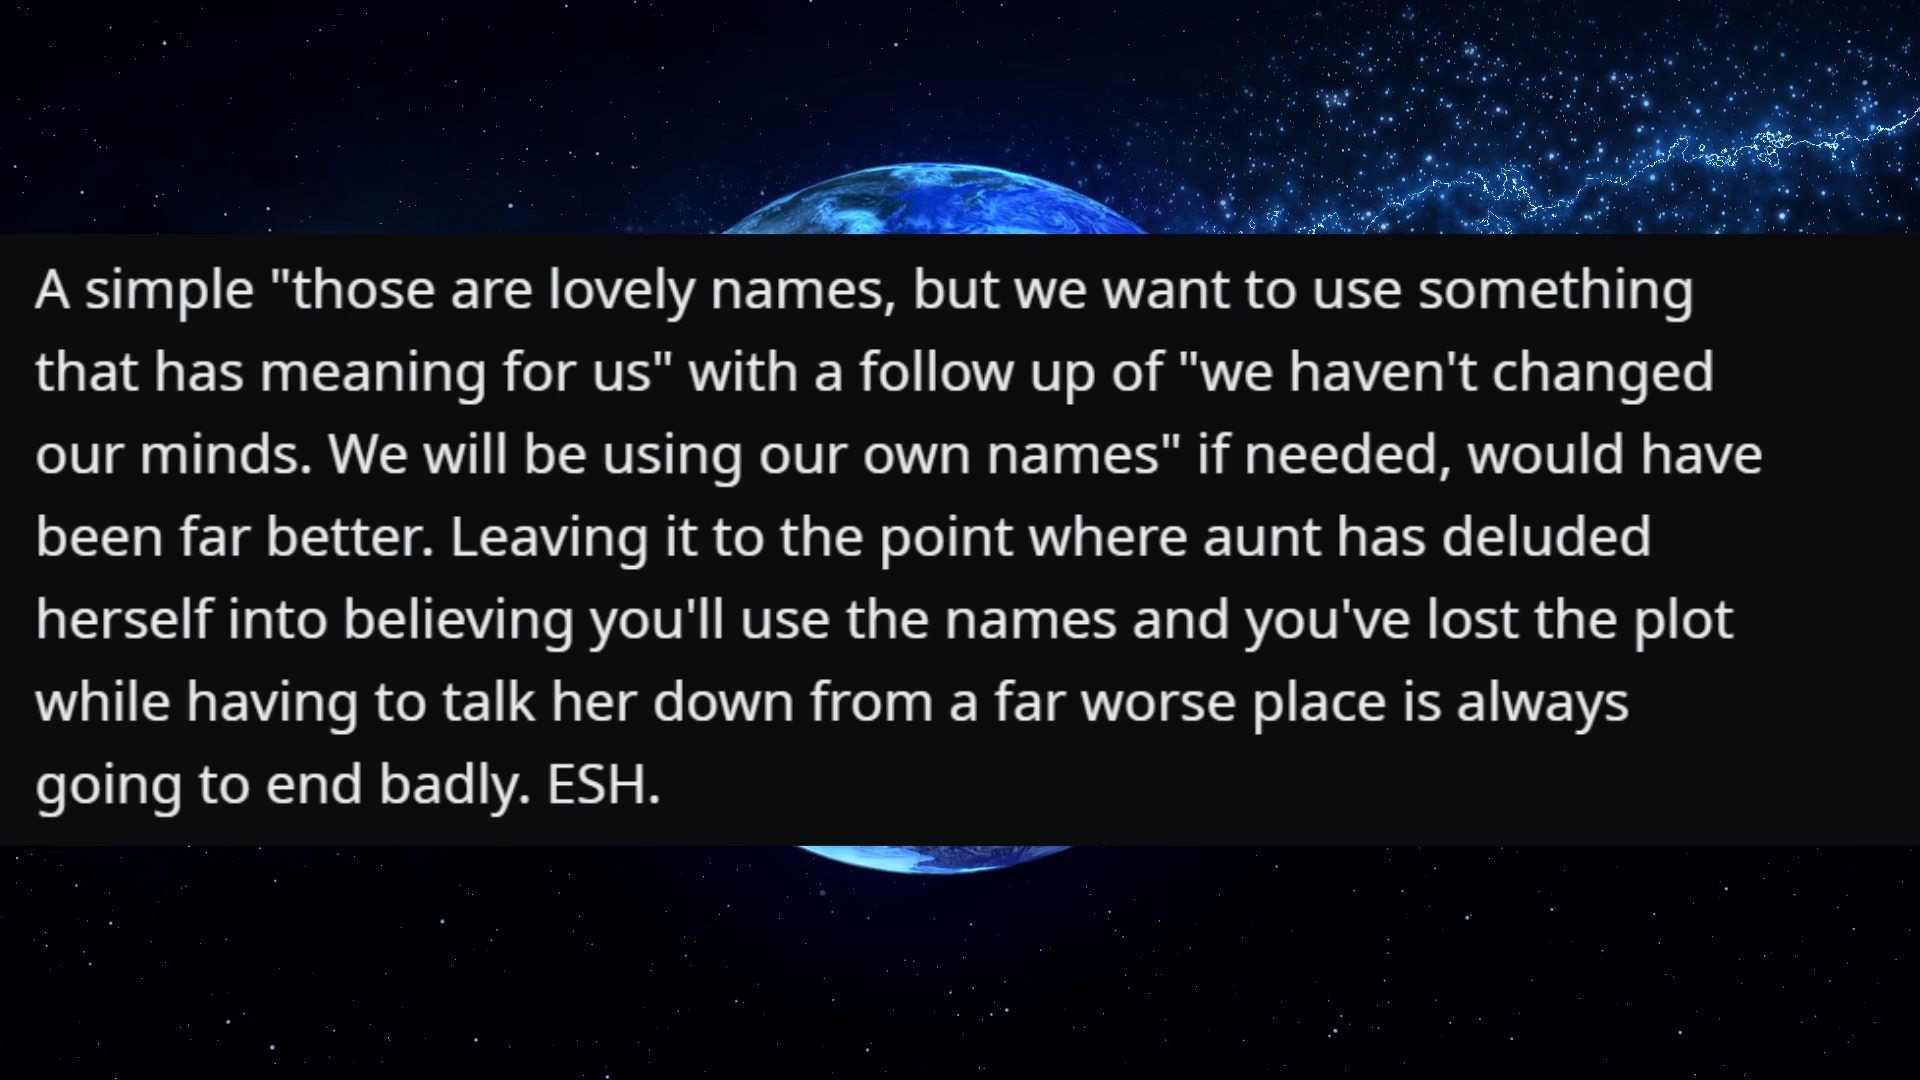 A simple "those are lovely names, but we want to use something
that has meaning for us" with a follow up of "we haven't changed
our minds. We will be using our own names" if needed, would have
been far better. Leaving it to the point where aunt has deluded
herself into believing you'll use the names and you've lost the plot
while having to talk her down from a far worse place is always
going to end badly. ESH.